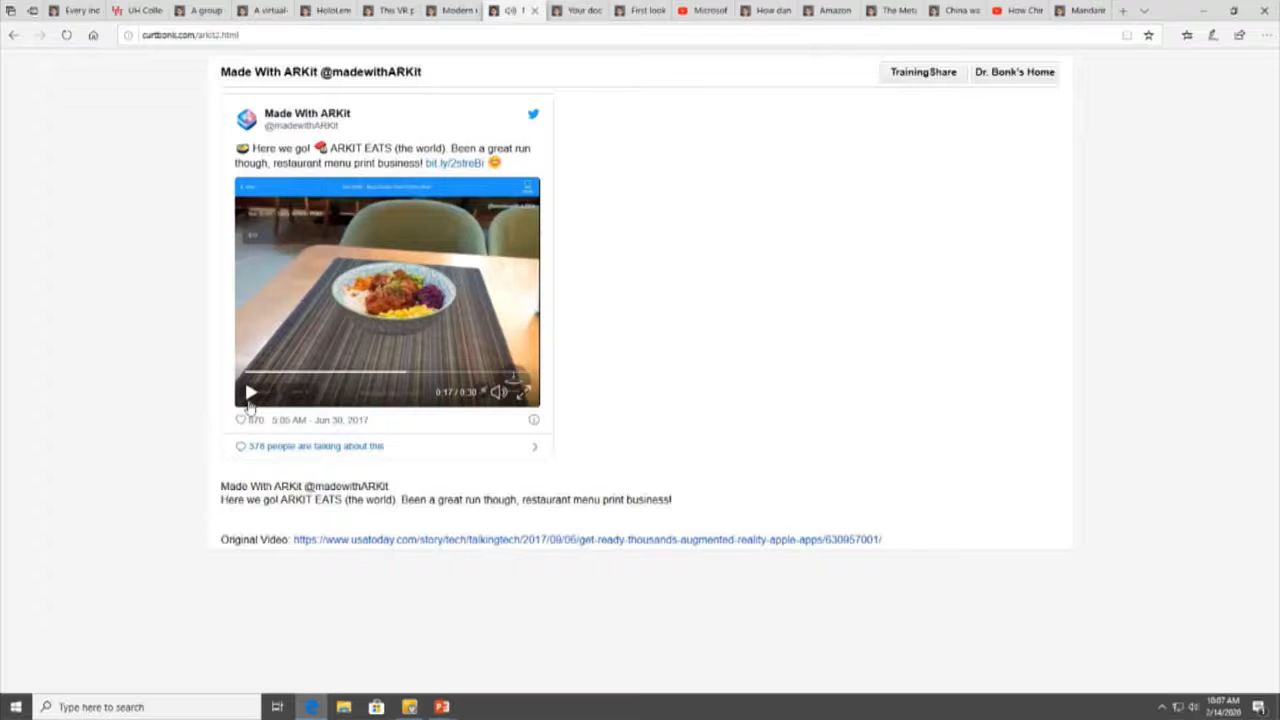 Every inc
UH Colle
A group
A virtual-
HoloLens
This VR p
Modern
Your doc
First look
Microsof
How dan
Amazon
The Meta
China wa
How Chir
Mandarir
curtbonk.com/arkit2.html
Made With ARKit @madewithARKit
TrainingShare
Dr. Bonk's Home
Made With ARKit
@madewithARKit
Here we go! ARKIT EATS (the world). Been a great run
though, restaurant menu print business! bit.ly/2streBi
0:17 / 0:30
870 5:05 AM - Jun 30, 2017
378 people are talking about this
Made With ARKit @madewithARKit
Here we go! ARKIT EATS (the world). Been a great run though, restaurant menu print business!
Original Video: https://www.usatoday.com/story/tech/talkingtech/2017/09/06/get-ready-thousands-augmented-reality-apple-apps/630957001/
Type here to search
10:07 AM
2/14/2020